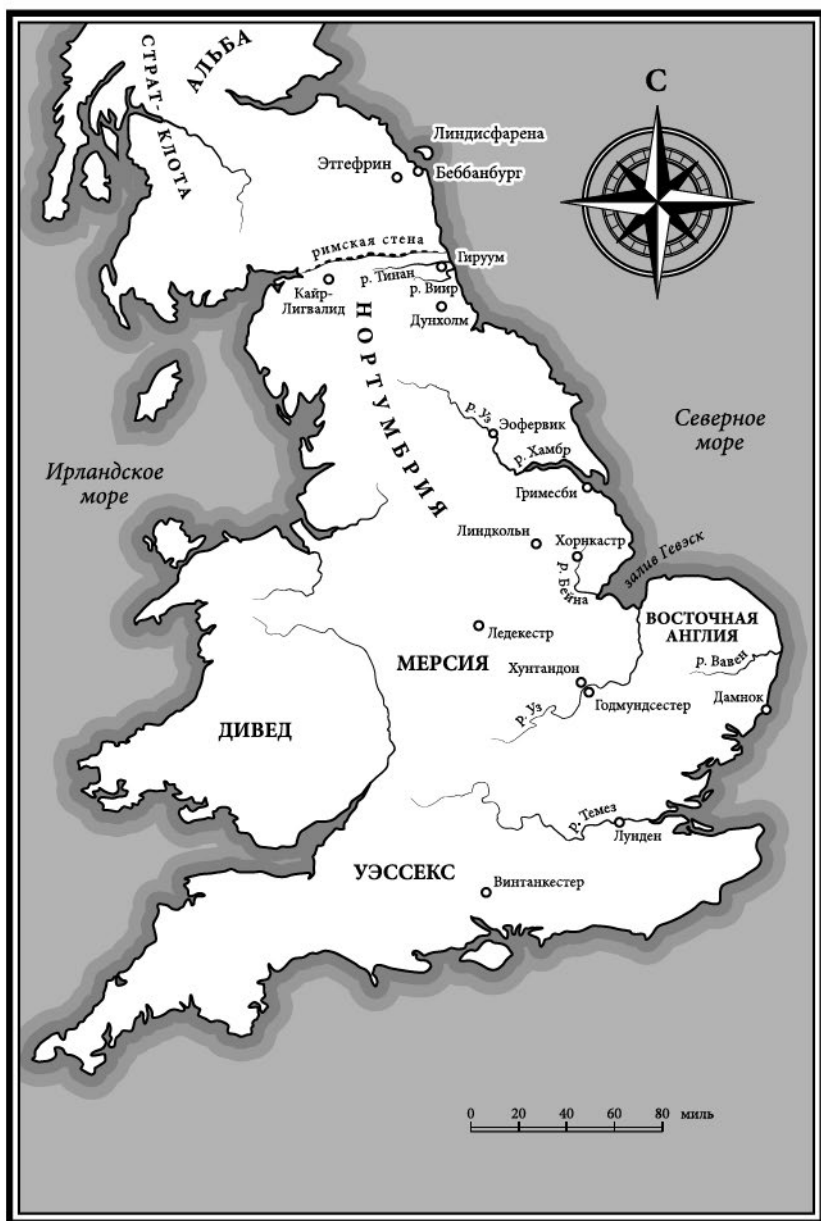 С
АЛЬБА
СТРАТ-
КЛОТА
Линдисфарена
Этгефрин
Беббанбург
римская стена
Гируум
р. Тинан
Кайр-
Лигвалид
р. Виир
Дунхолм
НОРТУМБРИЯ
р. Уз
Эофервик
р. Хамбр
Северное
море
Ирландское
море
Гримесби
Линдкольн
Хорнкастр
залив Гевэск
р. Бейна
Ледекестр
ВОСТОЧНАЯ
АНГЛИЯ
МЕРСИЯ
р. Вавен
Хунтандон
Годмундсестер
Дамнок
р. Уз
ДИВЕД
р. Темез
Лунден
УЭССЕКС
Винтанкестер
0 20 40 60 80 миль